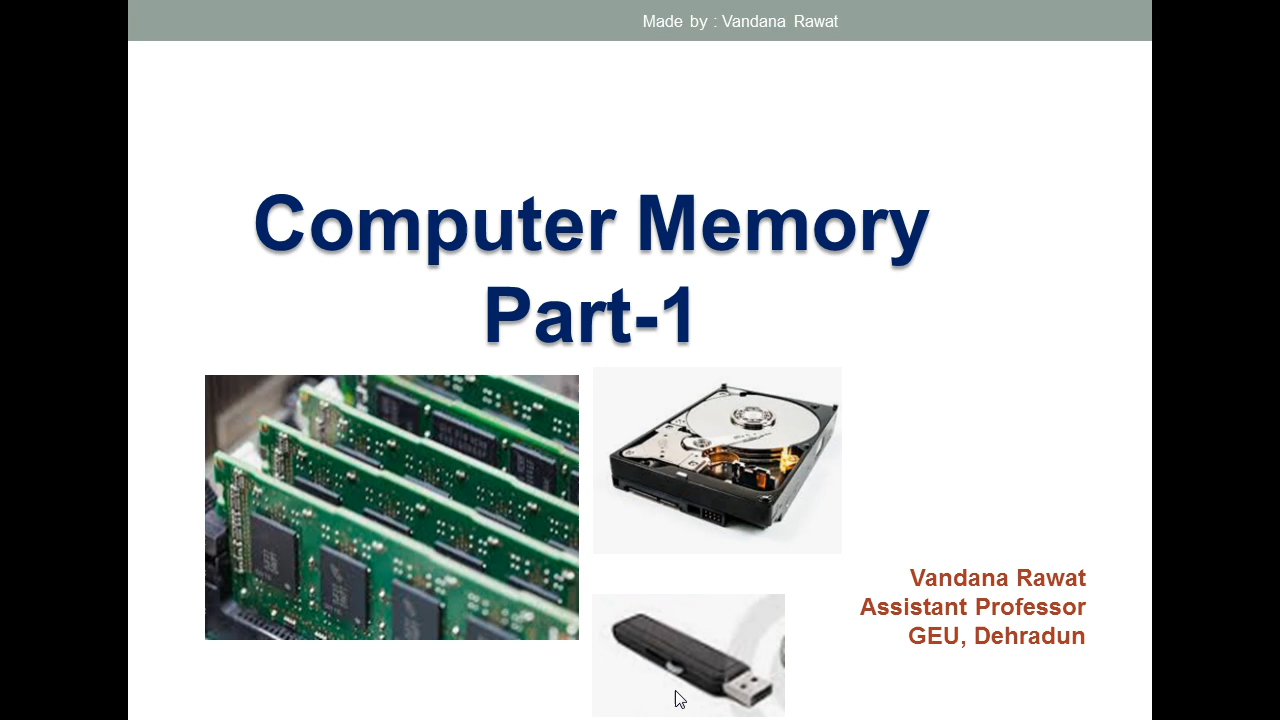 Made by : Vandana Rawat
Computer Memory
Part-1
Vandana Rawat
Assistant Professor
GEU, Dehradun